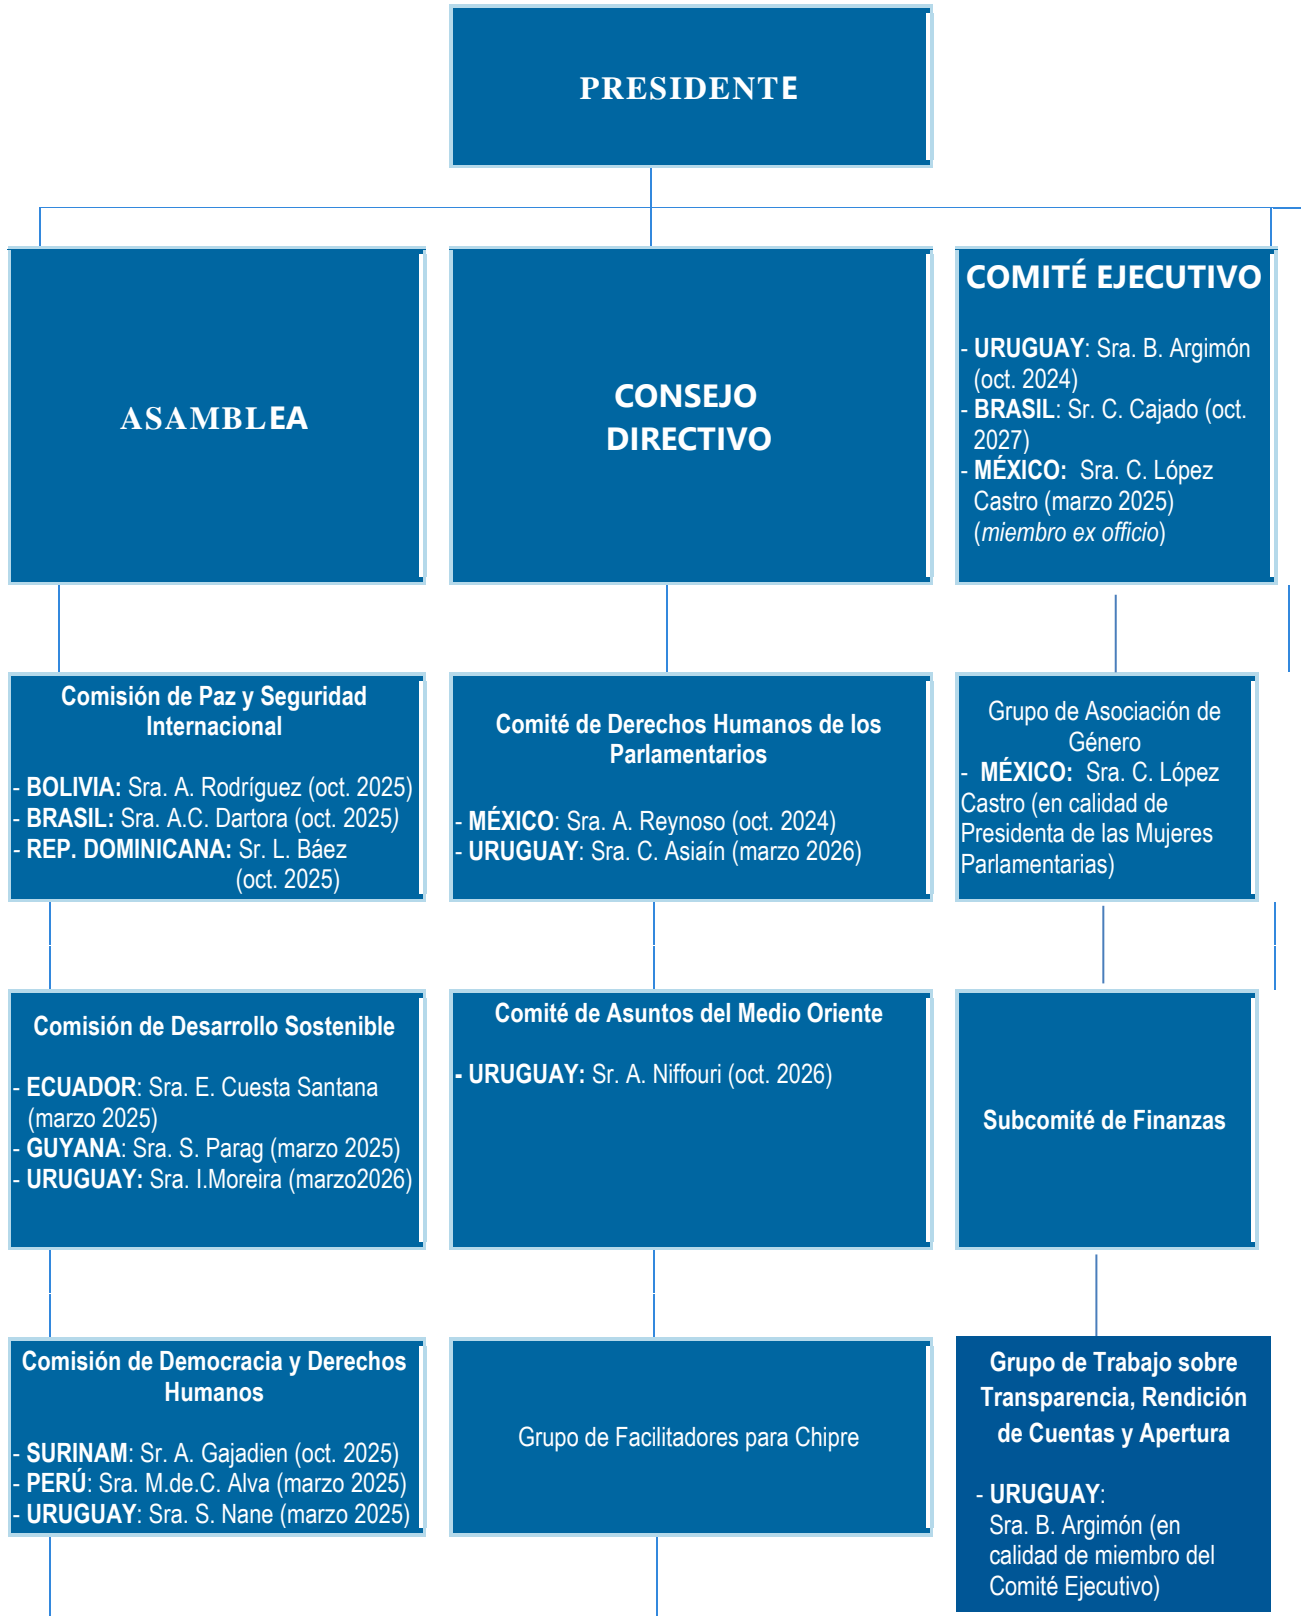 PRESIDENTE
ASAMBLEA
CONSEJO
DIRECTIVO
COMITÉ EJECUTIVO
- URUGUAY: Sra. B. Argimón
(oct. 2024)
- BRASIL: Sr. C. Cajado (oct.
2027)
- MÉXICO: Sra. C. López
Castro (marzo 2025)
(miembro ex officio)
Comisión de Paz y Seguridad
Internacional
- BOLIVIA: Sra. A. Rodríguez (oct. 2025)
- BRASIL: Sra. A.C. Dartora (oct. 2025)
- REP. DOMINICANA: Sr. L. Báez
(oct. 2025)
Comité de Derechos Humanos de los
Parlamentarios
- MÉXICO: Sra. A. Reynoso (oct. 2024)
- URUGUAY: Sra. C. Asiaín (marzo 2026)
Grupo de Asociación de
Género
- MÉXICO: Sra. C. López
Castro (en calidad de
Presidenta de las Mujeres
Parlamentarias)
Comisión de Desarrollo Sostenible
- ECUADOR: Sra. E. Cuesta Santana
(marzo 2025)
- GUYANA: Sra. S. Parag (marzo 2025)
- URUGUAY: Sra. I.Moreira (marzo2026)
Comité de Asuntos del Medio Oriente
- URUGUAY: Sr. A. Niffouri (oct. 2026)
Subcomité de Finanzas
Comisión de Democracia y Derechos
Humanos
- SURINAM: Sr. A. Gajadien (oct. 2025)
- PERÚ: Sra. M.de.C. Alva (marzo 2025)
- URUGUAY: Sra. S. Nane (marzo 2025)
Grupo de Facilitadores para Chipre
Grupo de Trabajo sobre
Transparencia, Rendición
de Cuentas y Apertura
- URUGUAY:
Sra. B. Argimón (en
calidad de miembro del
Comité Ejecutivo)